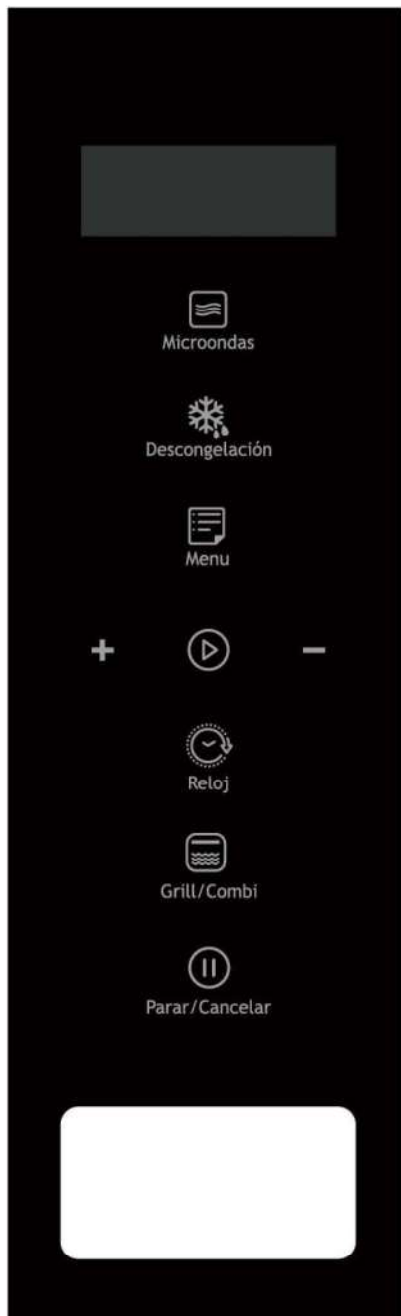 Microondas
Descongelación
Menu
+ −
Reloj
Grill/Combi
Parar/Cancelar